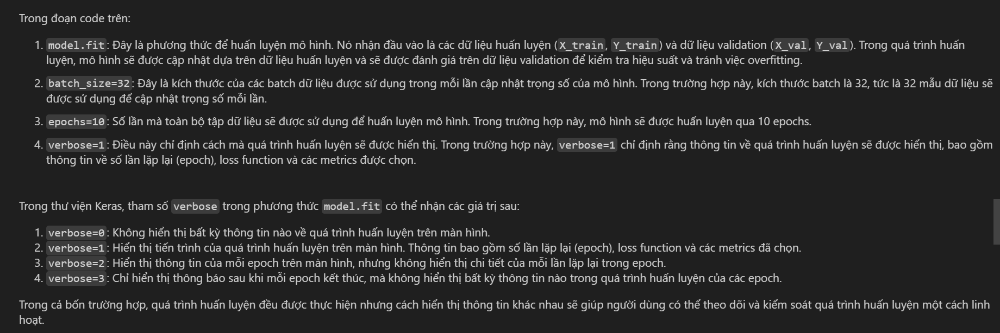 Trong đoạn code trên:
1. model.fit: Đây là phương thức để huấn luyện mô hình. Nó nhận đầu vào là các dữ liệu huấn luyện (X_train, Y_train) và dữ liệu validation (X_val, Y_val). Trong quá trình huấn
luyện, mô hình sẽ được cập nhật dựa trên dữ liệu huấn luyện và sẽ được đánh giá trên dữ liệu validation để kiểm tra hiệu suất và tránh việc overfitting.
2. batch_size=32: Đây là kích thước của các batch dữ liệu được sử dụng trong mỗi lần cập nhật trọng số của mô hình. Trong trường hợp này, kích thước batch là 32, tức là 32 mẫu dữ liệu sẽ
được sử dụng để cập nhật trọng số mỗi lần.
3. epochs=10: Số lần mà toàn bộ tập dữ liệu sẽ được sử dụng để huấn luyện mô hình. Trong trường hợp này, mô hình sẽ được huấn luyện qua 10 epochs.
4. verbose=1: Điều này chỉ định cách mà quá trình huấn luyện sẽ được hiển thị. Trong trường hợp này, verbose=1 chỉ định rằng thông tin về quá trình huấn luyện sẽ được hiển thị, bao gồm
thông tin về số lần lặp lại (epoch), loss function và các metrics được chọn.
Trong thư viện Keras, tham số verbose trong phương thức model.fit có thể nhận các giá trị sau:
1. verbose=0: Không hiển thị bất kỳ thông tin nào về quá trình huấn luyện trên màn hình.
2. verbose=1: Hiển thị tiến trình của quá trình huấn luyện trên màn hình. Thông tin bao gồm số lần lặp lại (epoch), loss function và các metrics đã chọn.
3. verbose=2: Hiển thị thông tin của mỗi epoch trên màn hình, nhưng không hiển thị chi tiết của mỗi lần lặp lại trong epoch.
4. verbose=3: Chỉ hiển thị thông báo sau khi mỗi epoch kết thúc, mà không hiển thị bất kỳ thông tin nào trong quá trình huấn luyện của các epoch.
Trong cả bốn trường hợp, quá trình huấn luyện đều được thực hiện nhưng cách hiển thị thông tin khác nhau sẽ giúp người dùng có thể theo dõi và kiểm soát quá trình huấn luyện một cách linh
hoạt.